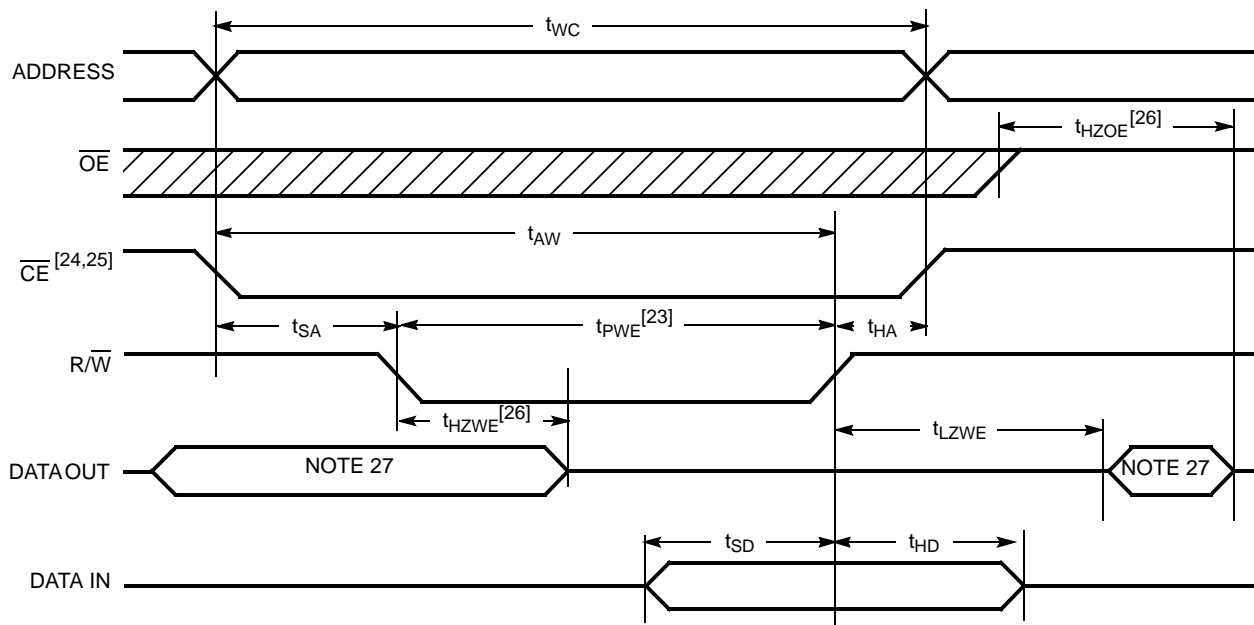 tWC
ADDRESS
tHZOE[26]
OE
tAW
CE [24,25]
tSA
tPWE[23]
tHA
R/W
tHZWE[26]
tLZWE
DATA OUT
NOTE 27
NOTE 27
tSD
tHD
DATA IN